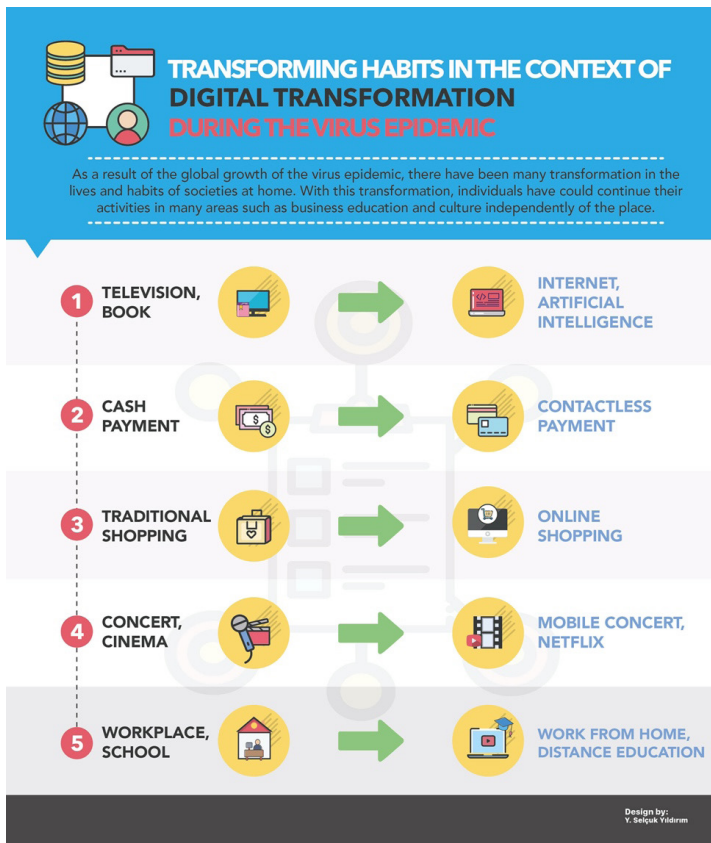 TRANSFORMING HABITS IN THE CONTEXT OF
DIGITAL TRANSFORMATION
DURING THE VIRUS EPIDEMIC
As a result of the global growth of the virus epidemic, there have been many transformation in the
lives and habits of societies at home. With this transformation, individuals have could continue their
activities in many areas such as business education and culture independently of the place.
1
TELEVISION,
BOOK
INTERNET,
ARTIFICIAL
INTELLIGENCE
2
CASH
PAYMENT
CONTACTLESS
PAYMENT
3
TRADITIONAL
SHOPPING
ONLINE
SHOPPING
4
CONCERT,
CINEMA
MOBILE CONCERT,
NETFLIX
5
WORKPLACE,
SCHOOL
WORK FROM HOME,
DISTANCE EDUCATION
Design by:
Y. Selçuk Yıldırım